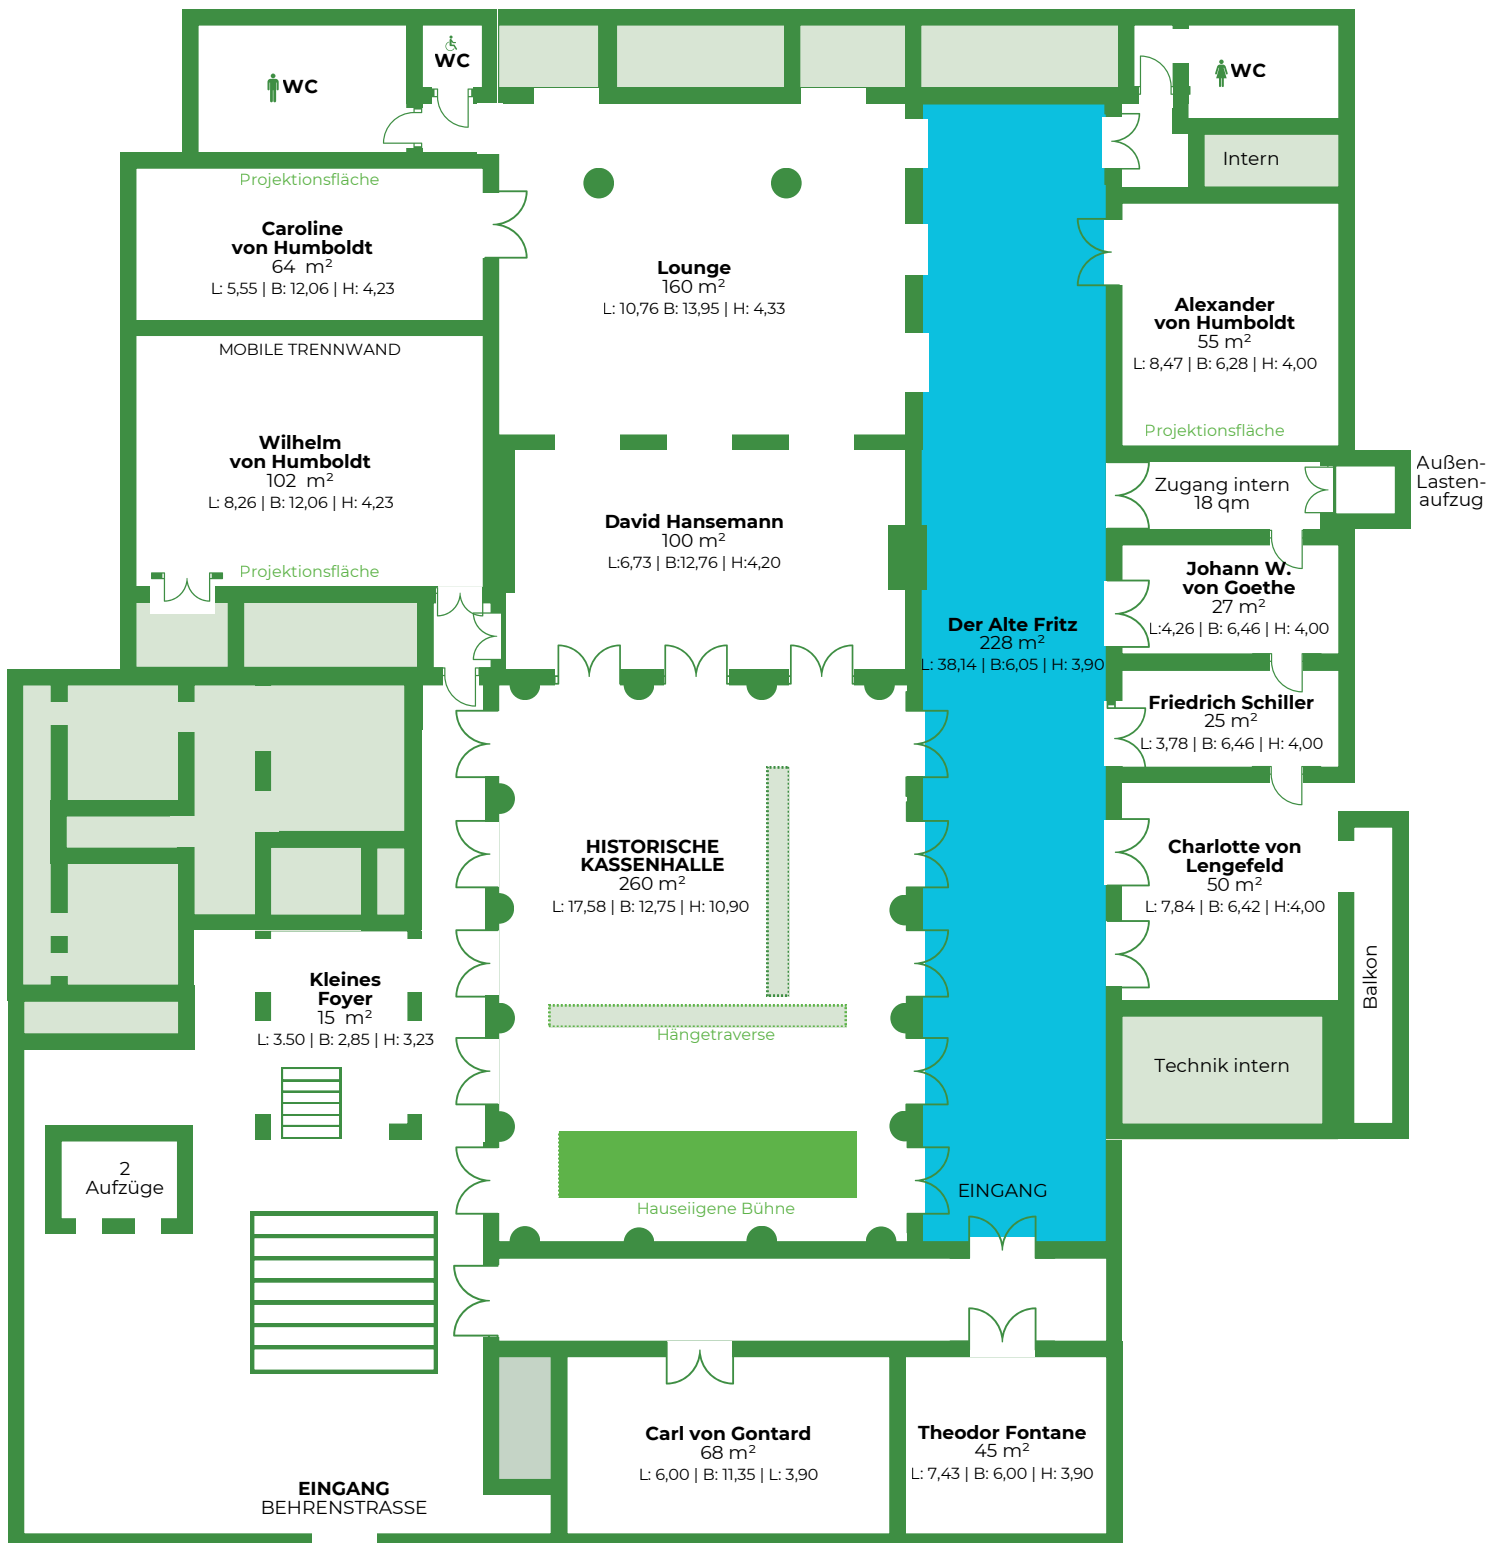 WC
WC
WC
Intern
Projektionsfläche
Caroline
von Humboldt
64 m²
L: 5,55 | B: 12,06 | H: 4,23
Lounge
160 m²
L: 10,76 B: 13,95 | H: 4,33
Alexander
von Humboldt
55 m²
L: 8,47 | B: 6,28 | H: 4,00
Projektionsfläche
MOBILE TRENNWAND
Wilhelm
von Humboldt
102 m²
L: 8,26 | B: 12,06 | H: 4,23
Projektionsfläche
David Hansemann
100 m²
L:6,73 | B:12,76 | H:4,20
Zugang intern
18 qm
Außen-
Lasten-
aufzug
Johann W.
von Goethe
27 m²
L:4,26 | B: 6,46 | H: 4,00
Der Alte Fritz
228 m²
L: 38,14 | B:6,05 | H: 3,90
Friedrich Schiller
25 m²
L: 3,78 | B: 6,46 | H: 4,00
HISTORISCHE
KASSENHALLE
260 m²
L: 17,58 | B: 12,75 | H: 10,90
Charlotte von
Lengefeld
50 m²
L: 7,84 | B: 6,42 | H:4,00
Balkon
Kleines
Foyer
15 m²
L: 3.50 | B: 2,85 | H: 3,23
Hängetraverse
Technik intern
2
Aufzüge
Hauseiigene Bühne
EINGANG
Carl von Gontard
68 m²
L: 6,00 | B: 11,35 | L: 3,90
Theodor Fontane
45 m²
L: 7,43 | B: 6,00 | H: 3,90
EINGANG
BEHRENSTRASSE